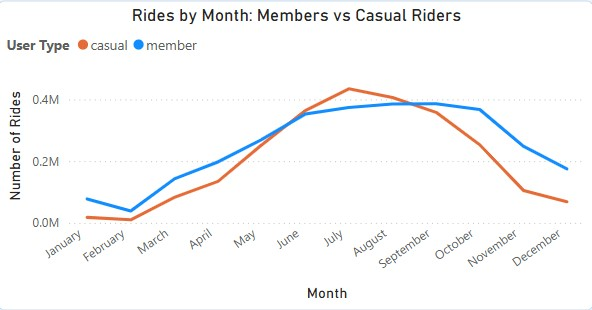 Rides by Month: Members vs Casual Riders
User Type casual member
Number of Rides
0.4M
0.2M
0.0M
January
February
March
April
May
June
July
August
September
October
November
December
Month